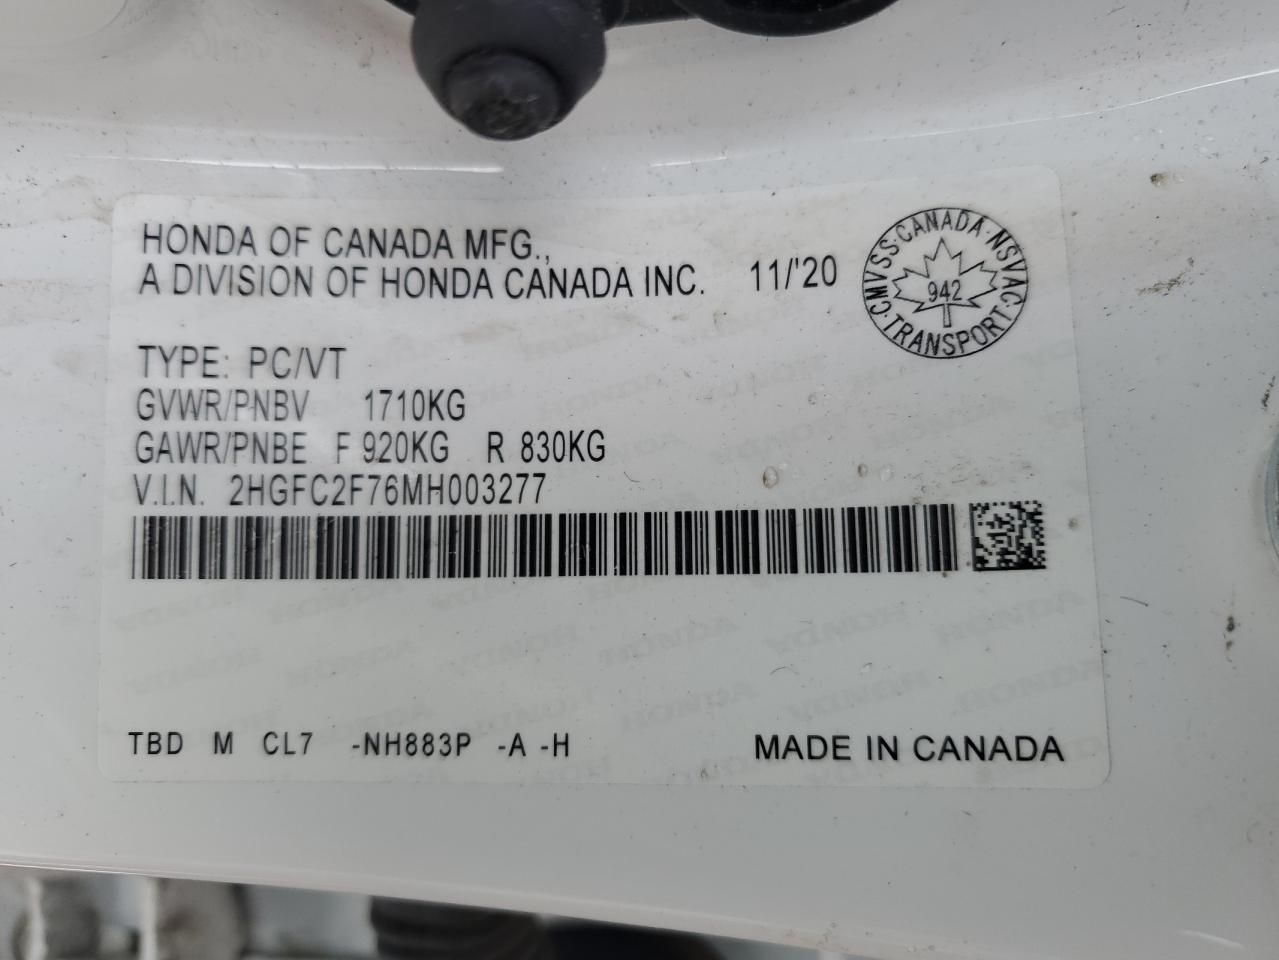 HONDA OF CANADA MFG.,
A DIVISION OF HONDA CANADA INC. 11/'20
CMVSS·CANADA·NSVAC·TRANSPORT·
942
TYPE: PC/VT
GVWR/PNBV 1710KG
GAWR/PNBE F 920KG R 830KG
V.I.N. 2HGFC2F76MH003277
TBD M CL7 -NH883P -A -H
MADE IN CANADA